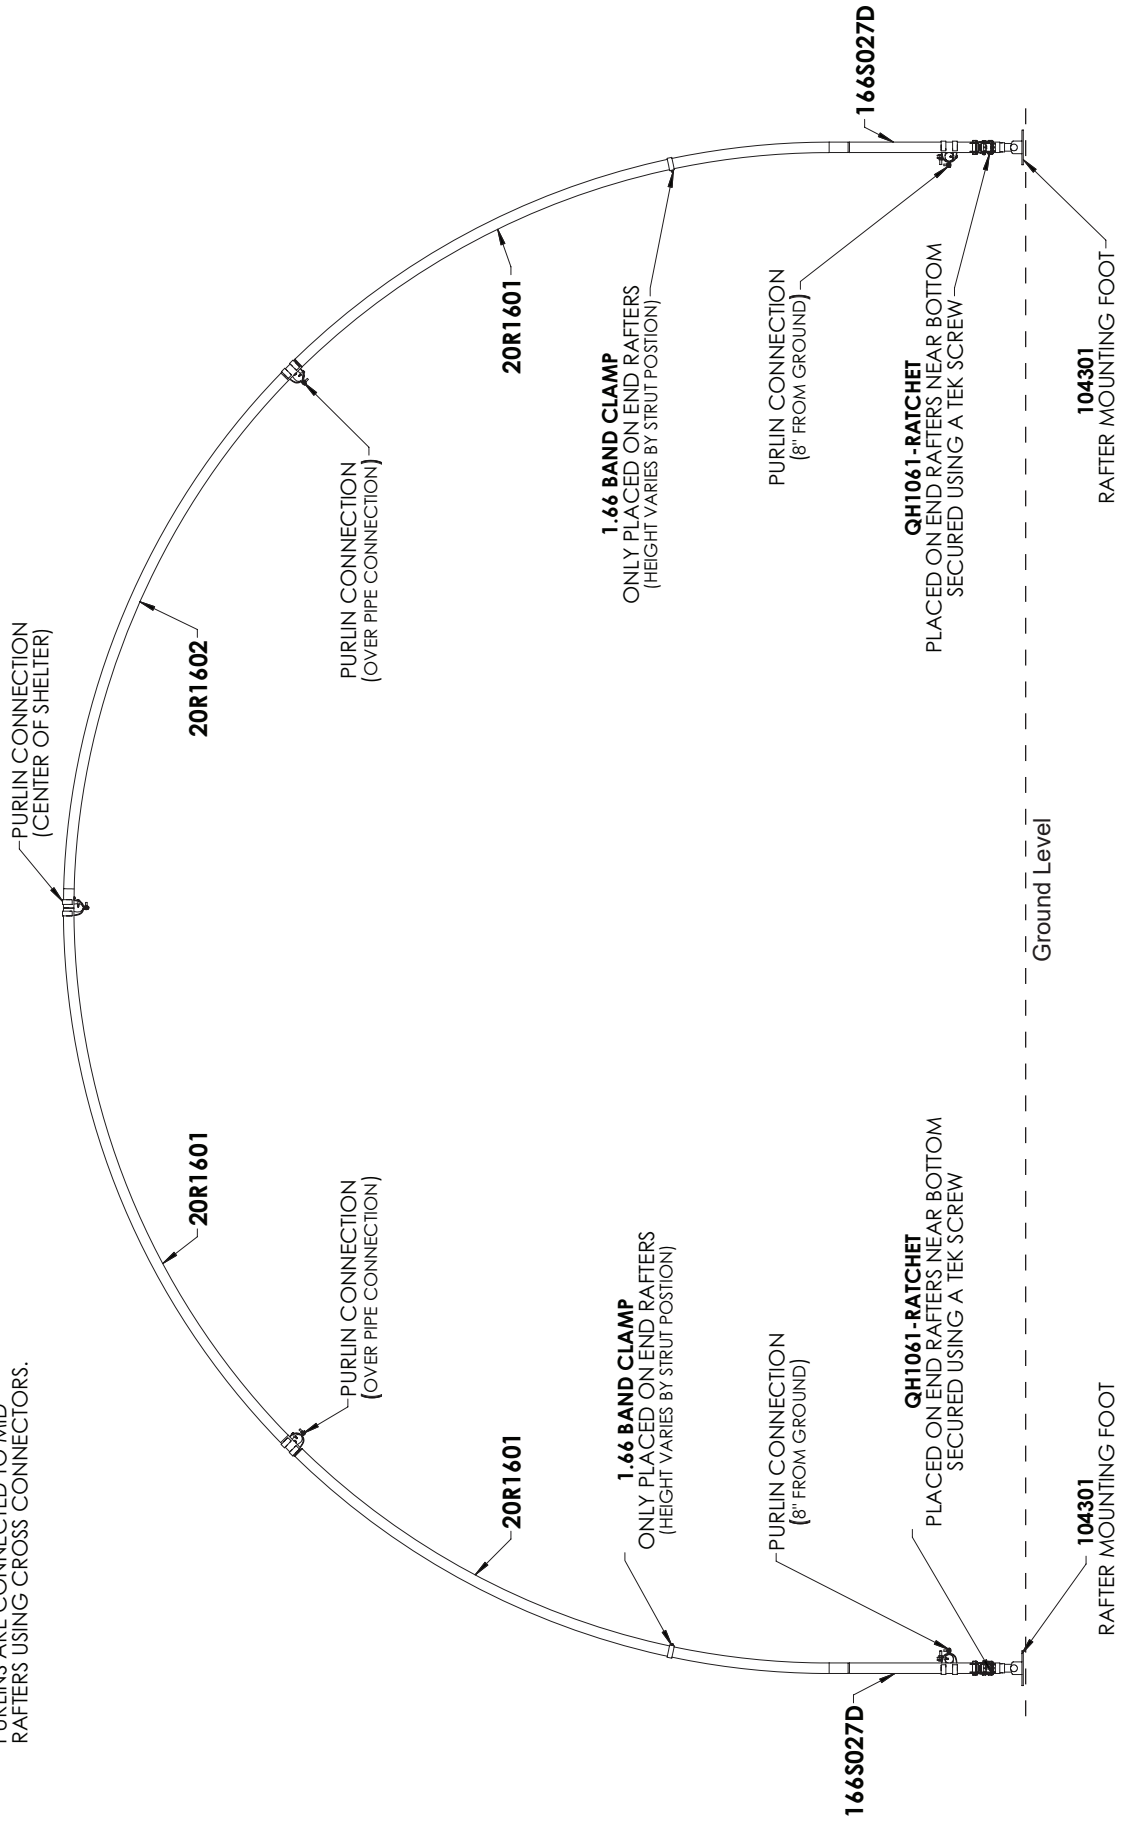 PURLINS ARE CONNECTED TO MID
RAFTERS USING CROSS CONNECTORS.
PURLIN CONNECTION
(CENTER OF SHELTER)
20R1601
20R1602
PURLIN CONNECTION
(OVER PIPE CONNECTION)
PURLIN CONNECTION
(OVER PIPE CONNECTION)
20R1601
20R1601
1.66 BAND CLAMP
ONLY PLACED ON END RAFTERS
(HEIGHT VARIES BY STRUT POSTION)
1.66 BAND CLAMP
ONLY PLACED ON END RAFTERS
(HEIGHT VARIES BY STRUT POSTION)
PURLIN CONNECTION
(8" FROM GROUND)
PURLIN CONNECTION
(8" FROM GROUND)
166S027D
166S027D
QH1061-RATCHET
PLACED ON END RAFTERS NEAR BOTTOM
SECURED USING A TEK SCREW
QH1061-RATCHET
PLACED ON END RAFTERS NEAR BOTTOM
SECURED USING A TEK SCREW
Ground Level
104301
RAFTER MOUNTING FOOT
104301
RAFTER MOUNTING FOOT